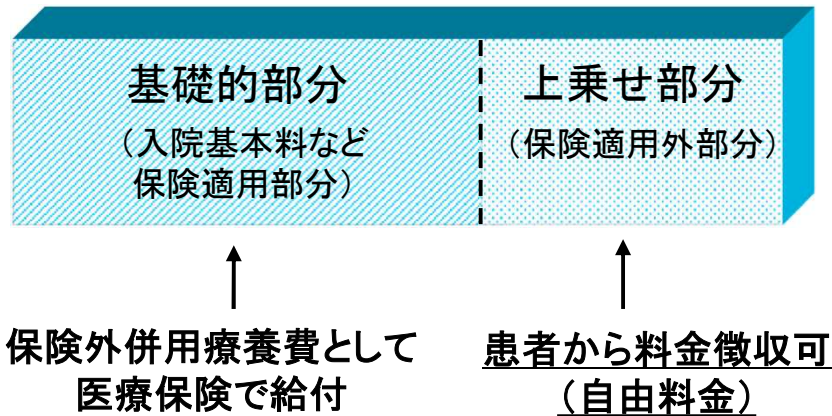 基礎的部分
（入院基本料など
保険適用部分）
上乗せ部分
（保険適用外部分）
保険外併用療養費として
医療保険で給付
患者から料金徴収可
（自由料金）